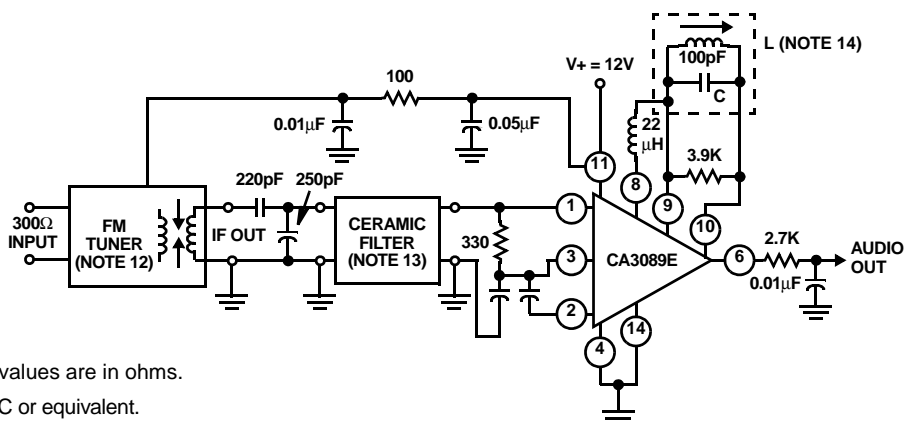 L (NOTE 14)
100pF
C
V+ = 12V
100
0.01μF
0.05μF
22
μH
3.9K
11
8
9
10
220pF
250pF
300Ω
INPUT
FM
TUNER
(NOTE 12)
IF OUT
CERAMIC
FILTER
(NOTE 13)
330
1
3
2
CA3089E
6
2.7K
AUDIO
OUT
0.01μF
4
14
values are in ohms.
C or equivalent.